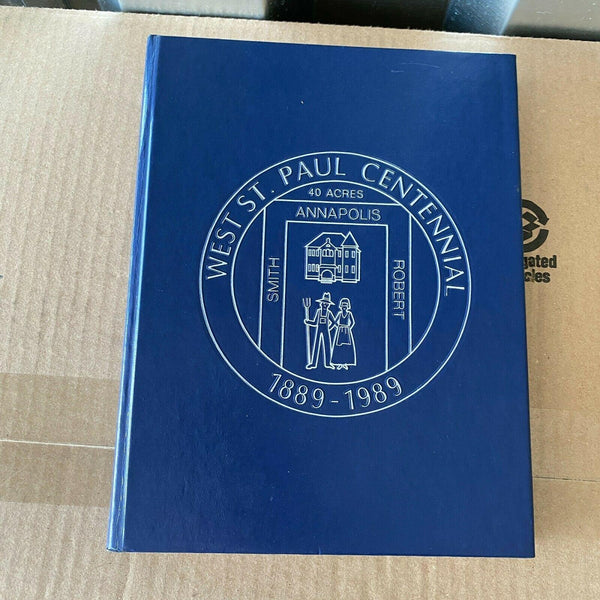 WEST ST. PAUL CENTENNIAL
40 ACRES
ANNAPOLIS
SMITH
ROBERT
1889-1989